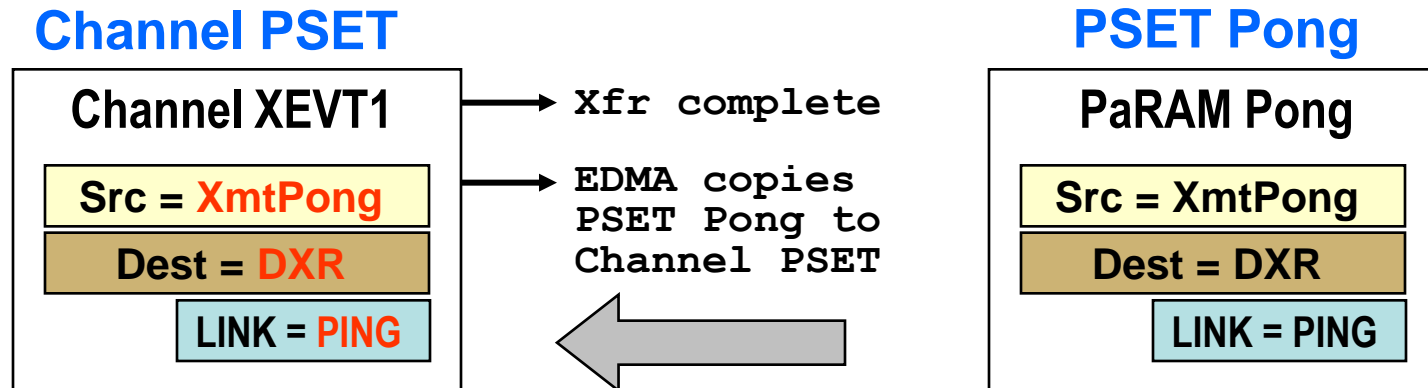 Channel PSET
Channel XEVT1
Src = XmtPong
Dest = DXR
LINK = PING
Xfr complete
EDMA copies
PSET Pong to
Channel PSET
PSET Pong
PaRAM Pong
Src = XmtPong
Dest = DXR
LINK = PING